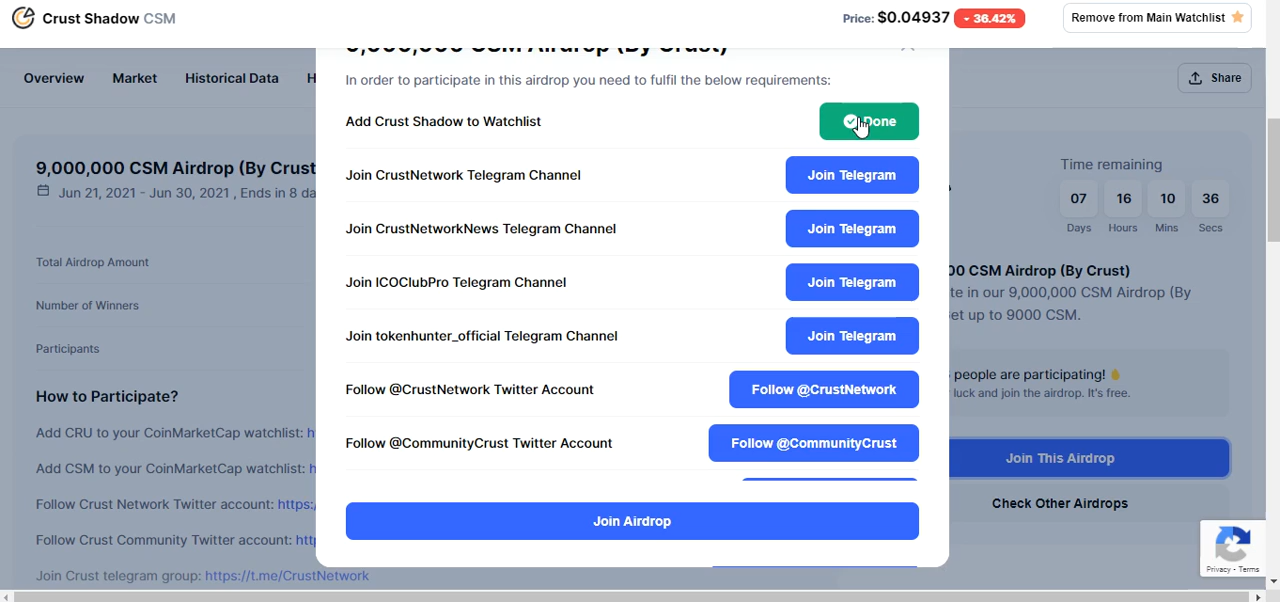 Crust Shadow CSM
Price: $0.04937 36.42%
Remove from Main Watchlist
9,000,000 CSM Airdrop (By Crust)
Overview Market Historical Data H
Share
In order to participate in this airdrop you need to fulfil the below requirements:
Add Crust Shadow to Watchlist Done
Join CrustNetwork Telegram Channel Join Telegram
Join CrustNetworkNews Telegram Channel Join Telegram
Join ICOClubPro Telegram Channel Join Telegram
Join tokenhunter_official Telegram Channel Join Telegram
Follow @CrustNetwork Twitter Account Follow @CrustNetwork
Follow @CommunityCrust Twitter Account Follow @CommunityCrust
Join Airdrop
9,000,000 CSM Airdrop (By Crust
Jun 21, 2021 - Jun 30, 2021 , Ends in 8 da
Total Airdrop Amount
Number of Winners
Participants
How to Participate?
Add CRU to your CoinMarketCap watchlist: h
Add CSM to your CoinMarketCap watchlist: h
Follow Crust Network Twitter account: https:/
Follow Crust Community Twitter account: htt
Join Crust telegram group: https://t.me/CrustNetwork
Time remaining
07 16 10 36
Days Hours Mins Secs
00 CSM Airdrop (By Crust)
te in our 9,000,000 CSM Airdrop (By
et up to 9000 CSM.
people are participating!
luck and join the airdrop. It's free.
Join This Airdrop
Check Other Airdrops
Privacy - Terms